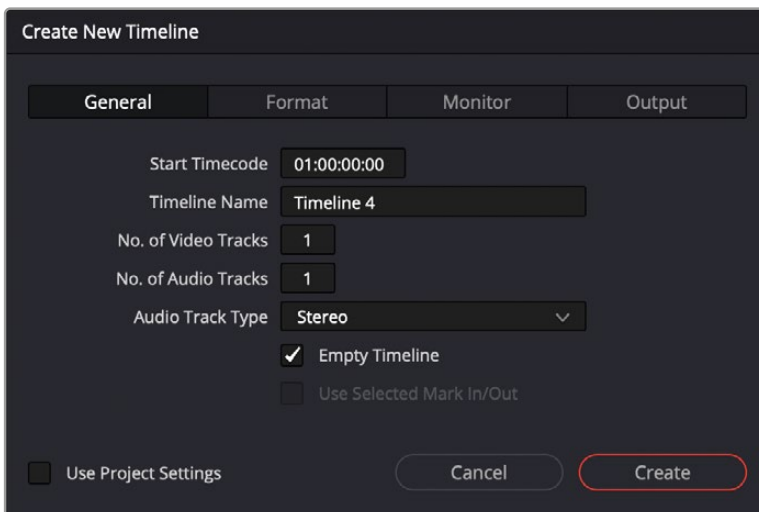 Create New Timeline
General Format Monitor Output
Start Timecode 01:00:00:00
Timeline Name Timeline 4
No. of Video Tracks 1
No. of Audio Tracks 1
Audio Track Type Stereo
Empty Timeline
Use Selected Mark In/Out
Use Project Settings Cancel Create